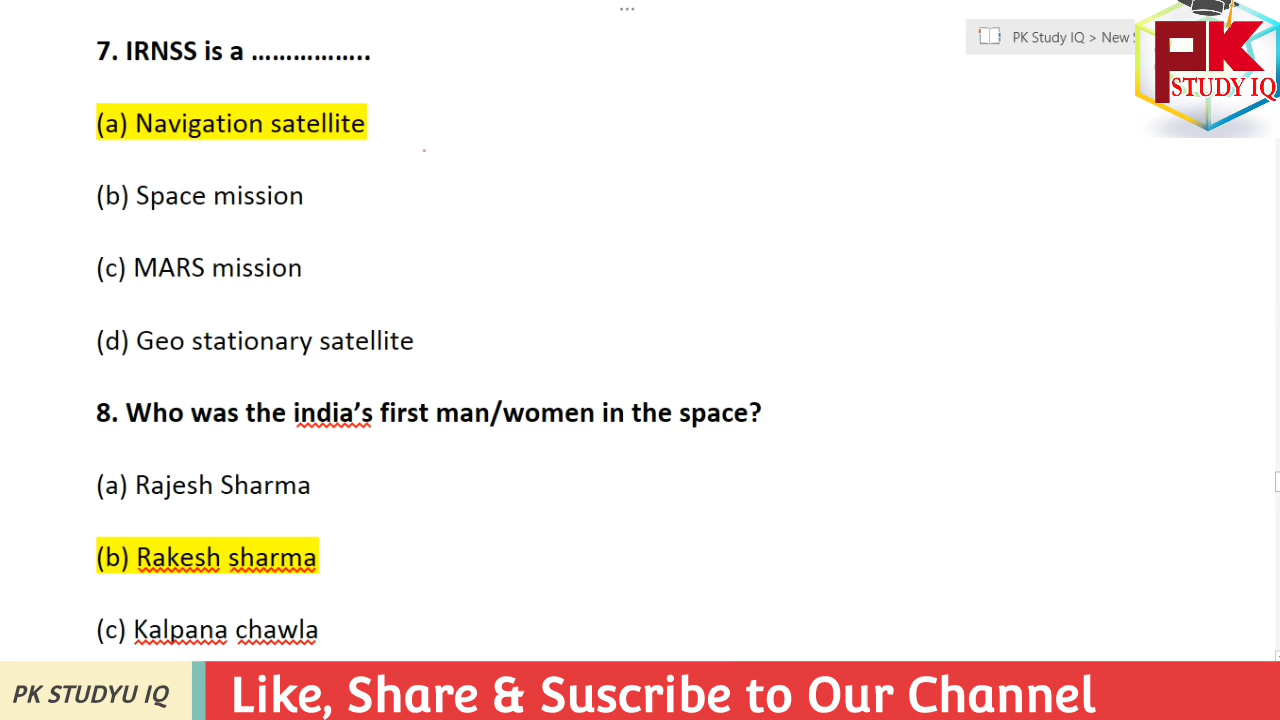 ...
7. IRNSS is a ……………..
PK Study IQ > New S
PK
STUDY IQ
(a) Navigation satellite
(b) Space mission
(c) MARS mission
(d) Geo stationary satellite
8. Who was the india’s first man/women in the space?
(a) Rajesh Sharma
(b) Rakesh sharma
(c) Kalpana chawla
PK STUDYU IQ
Like, Share & Suscribe to Our Channel